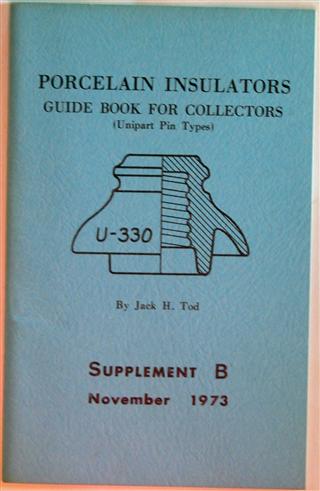 PORCELAIN INSULATORS
GUIDE BOOK FOR COLLECTORS
(Unipart Pin Types)
U-330
By Jack H. Tod
SUPPLEMENT B
November 1973